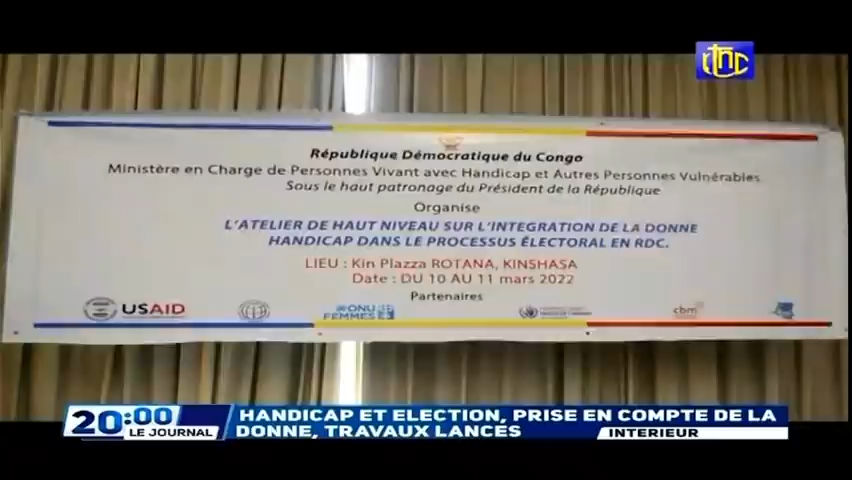 rtnc
République Démocratique du Congo
Ministère en Charge de Personnes Vivant avec Handicap et Autres Personnes Vulnérables
Sous le haut patronage du Président de la République
Organise
L'ATELIER DE HAUT NIVEAU SUR L'INTEGRATION DE LA DONNE
HANDICAP DANS LE PROCESSUS ÉLECTORAL EN RDC.
LIEU : Kin Plazza ROTANA, KINSHASA
Date : DU 10 AU 11 mars 2022
Partenaires
USAID
ONU
FEMMES
cbm
20:00
LE JOURNAL
HANDICAP ET ELECTION, PRISE EN COMPTE DE LA
DONNE, TRAVAUX LANCES
INTERIEUR